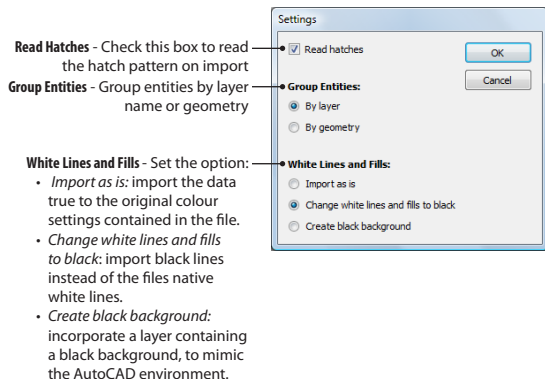 Read Hatches - Check this box to read
the hatch pattern on import
Group Entities - Group entities by layer
name or geometry
White Lines and Fills - Set the option:
• Import as is: import the data
true to the original colour
settings contained in the file.
• Change white lines and fills
to black: import black lines
instead of the files native
white lines.
• Create black background:
incorporate a layer containing
a black background, to mimic
the AutoCAD environment.
Settings
Read hatches
OK
Cancel
Group Entities:
By layer
By geometry
White Lines and Fills:
Import as is
Change white lines and fills to black
Create black background